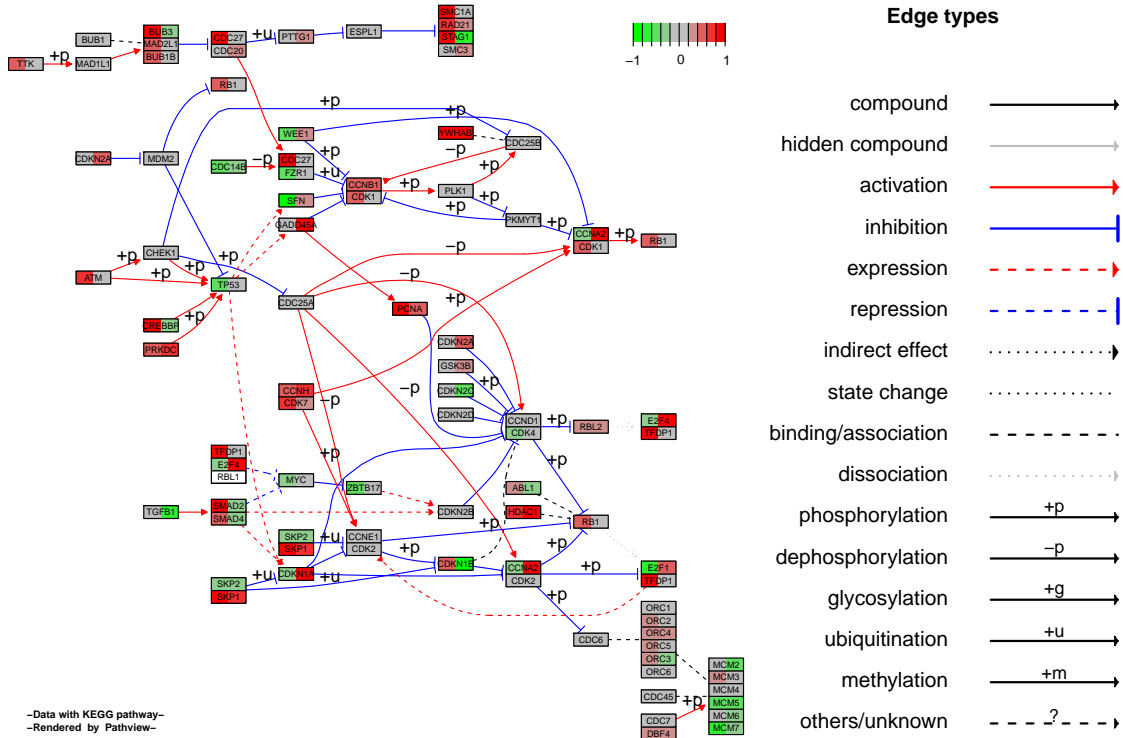 Edge types
SMC1A
RAD21
STAG1
SMC3
BUB1
BUB3
MAD2L1
BUB1B
CDC27
CDC20
+u
PTTG1
ESPL1
−1 0 1
TTK
+p
MAD1L1
RB1
compound
+p
+p
hidden compound
WEE1
YWHAB
CDC25B
CDKN2A
MDM2
CDC14B
−p
CDC27
FZR1
+p
+u
−p
+p
activation
CCNB1
CDK1
+p
PLK1
+p
SFN
+p
PKMYT1
+p
inhibition
GADD45A
CCNA2
CDK1
+p
RB1
CHEK1
+p
+p
−p
expression
ATM
+p
TP53
−p
CDC25A
repression
CREBBP
+p
PCNA
PRKDC
CDKN2A
indirect effect
GSK3B
+p
CCNH
CDK7
−p
−p
CDKN2C
state change
CDKN2D
CCND1
CDK4
+p
RBL2
E2F4
TFDP1
binding/association
TFDP1
E2F4
RBL1
+p
+p
dissociation
MYC
ZBTB17
ABL1
TGFB1
SMAD2
SMAD4
CDKN2B
HDAC1
RB1
phosphorylation
+p
SKP2
SKP1
+u
CCNE1
CDK2
+p
+p
+p
dephosphorylation
−p
CDKN1B
CCNA2
CDK2
+p
E2F1
TFDP1
SKP2
SKP1
+u
CDKN1A
+u
+p
glycosylation
+g
ORC1
ORC2
ORC4
ORC5
ORC3
ORC6
CDC6
ubiquitination
+u
MCM2
MCM3
MCM4
MCM5
MCM6
MCM7
CDC45
+p
methylation
+m
CDC7
DBF4
others/unknown
?
−Data with KEGG pathway−
−Rendered by Pathview−